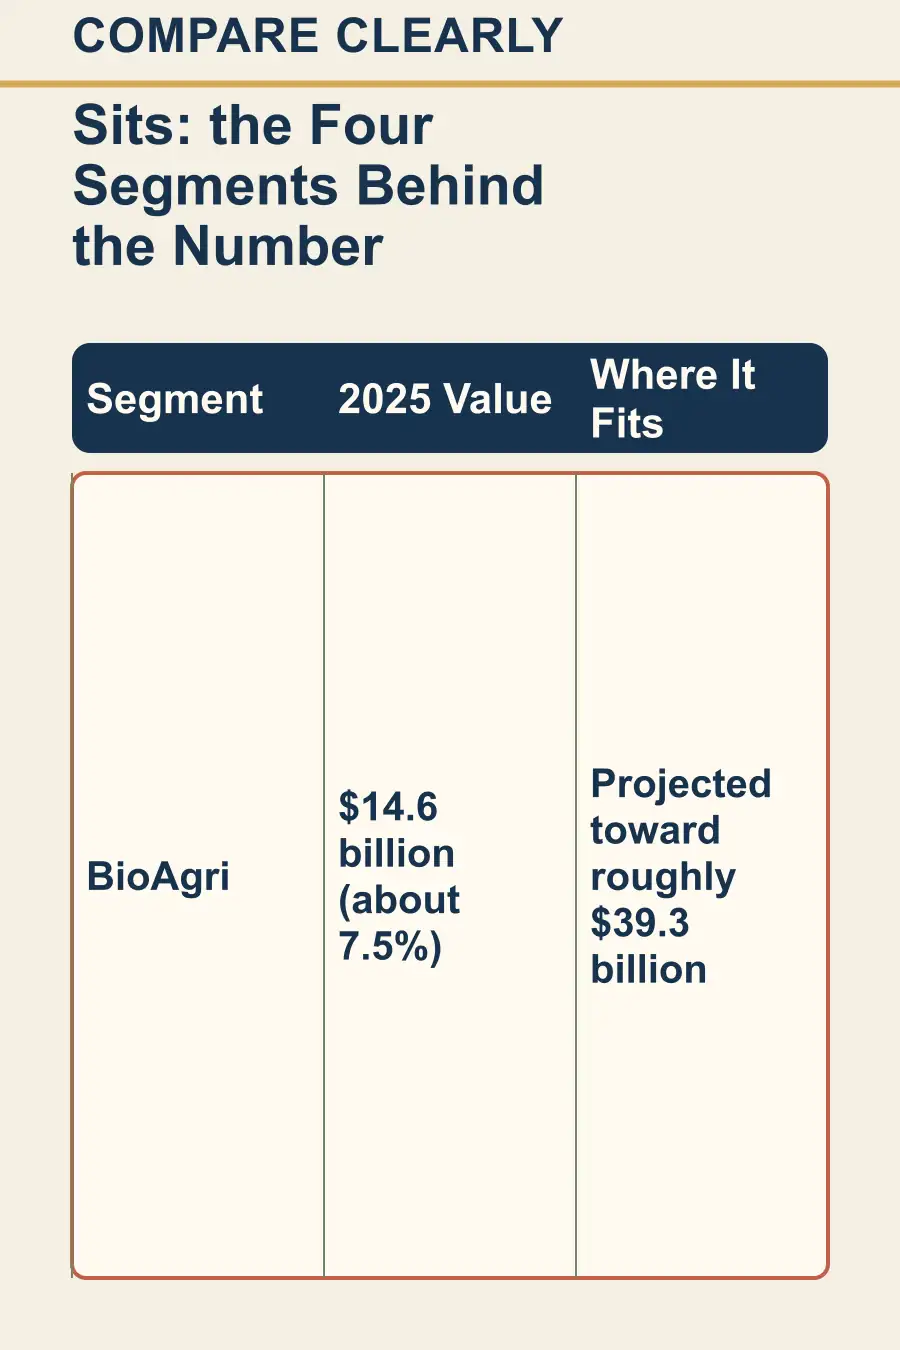 COMPARE CLEARLY
Sits: the Four
Segments Behind
the Number
Segment
2025 Value
Where It
Fits
BioAgri
$14.6
billion
(about
7.5%)
Projected
toward
roughly
$39.3
billion